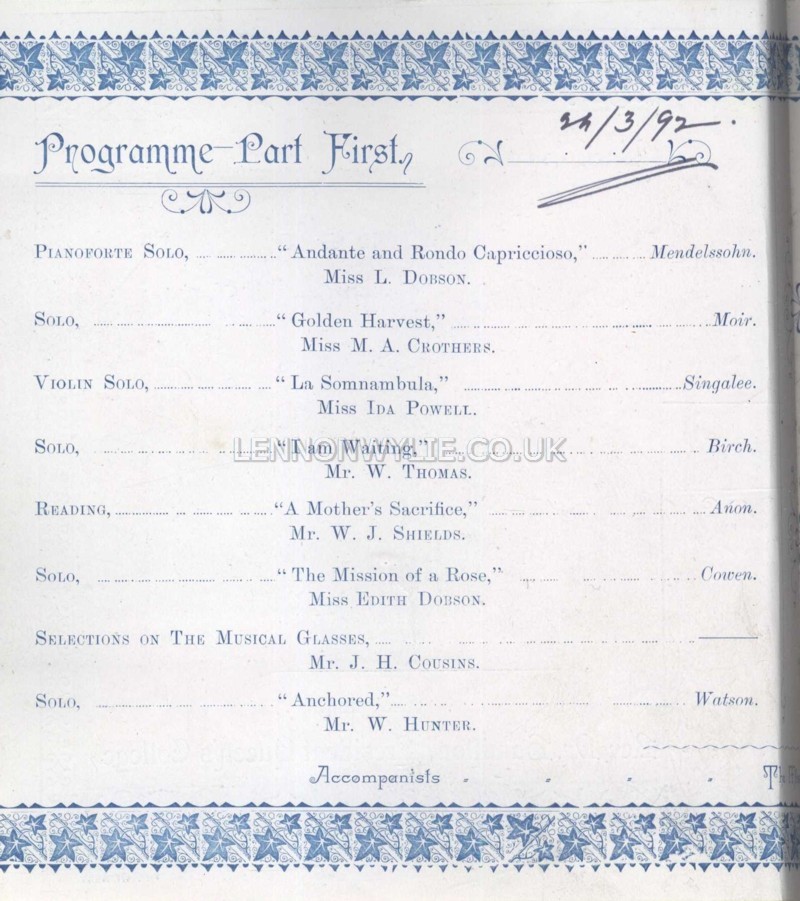 22/3/92.
Programme—Part First.
PIANOFORTE SOLO, "Andante and Rondo Capriccioso," Mendelssohn.
MISS L. DOBSON.
SOLO, "Golden Harvest," Moir.
MISS M. A. CROTHERS.
VIOLIN SOLO, "La Somnambula," Singalee.
MISS IDA POWELL.
SOLO, "I am Waiting," Birch.
LENNONWYLIE.CO.UK
MR. W. THOMAS.
READING, "A Mother's Sacrifice," Anon.
MR. W. J. SHIELDS.
SOLO, "The Mission of a Rose," Cowen.
MISS EDITH DOBSON.
SELECTIONS ON THE MUSICAL GLASSES,
MR. J. H. COUSINS.
SOLO, "Anchored," Watson.
MR. W. HUNTER.
Accompanists